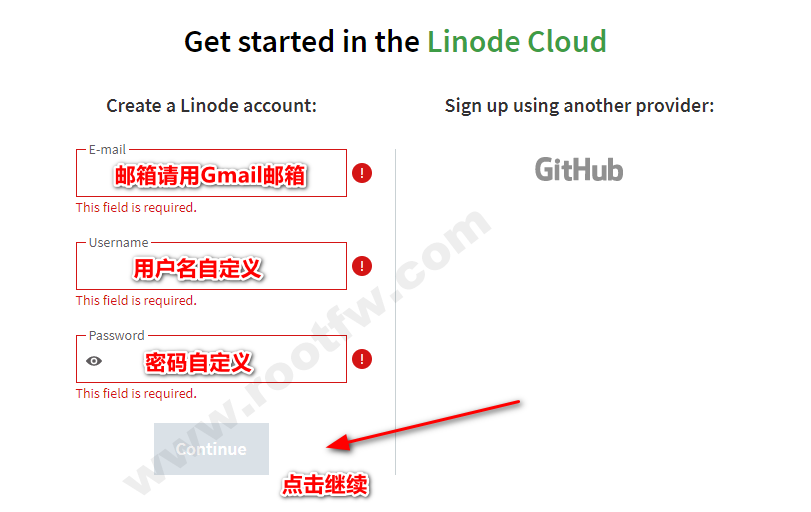 Get started in the Linode Cloud
Create a Linode account:
E-mail
邮箱请用Gmail邮箱
This field is required.
Username
用户名自定义
This field is required.
Password
密码自定义
This field is required.
Continue
点击继续
Sign up using another provider:
GitHub
www.rootfw.com